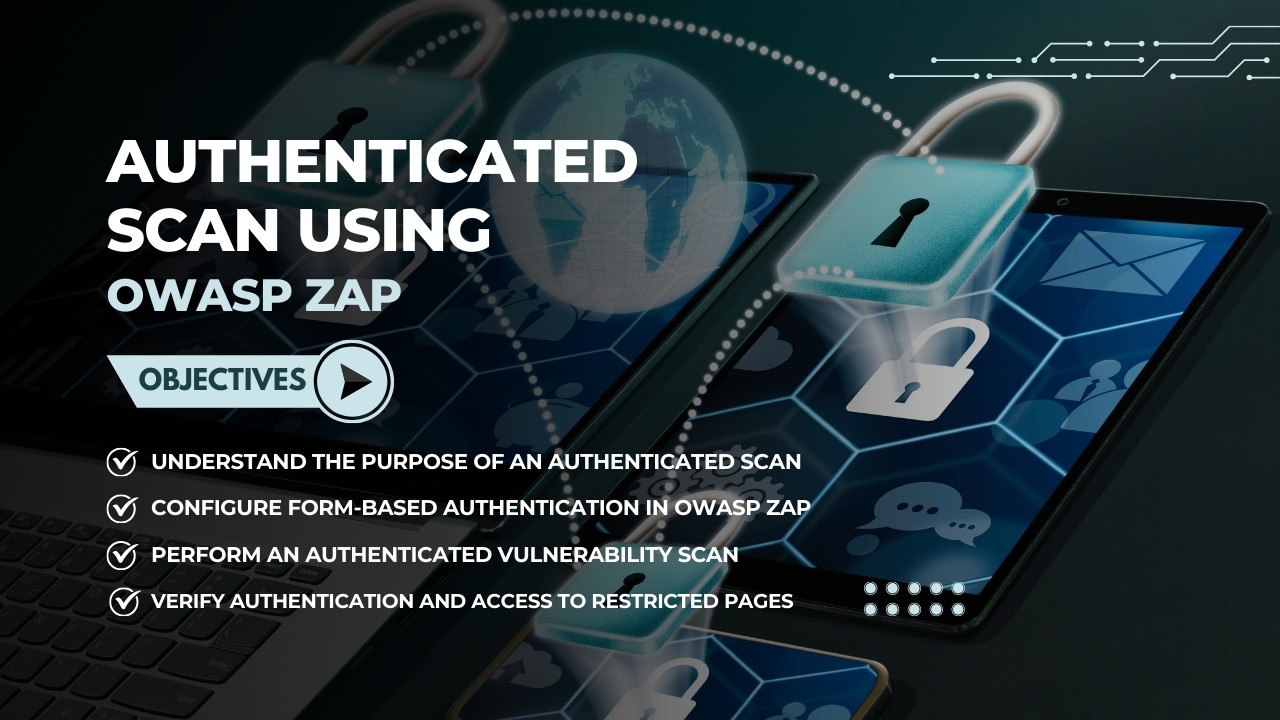 AUTHENTICATED
SCAN USING
OWASP ZAP
OBJECTIVES
UNDERSTAND THE PURPOSE OF AN AUTHENTICATED SCAN
CONFIGURE FORM-BASED AUTHENTICATION IN OWASP ZAP
PERFORM AN AUTHENTICATED VULNERABILITY SCAN
VERIFY AUTHENTICATION AND ACCESS TO RESTRICTED PAGES